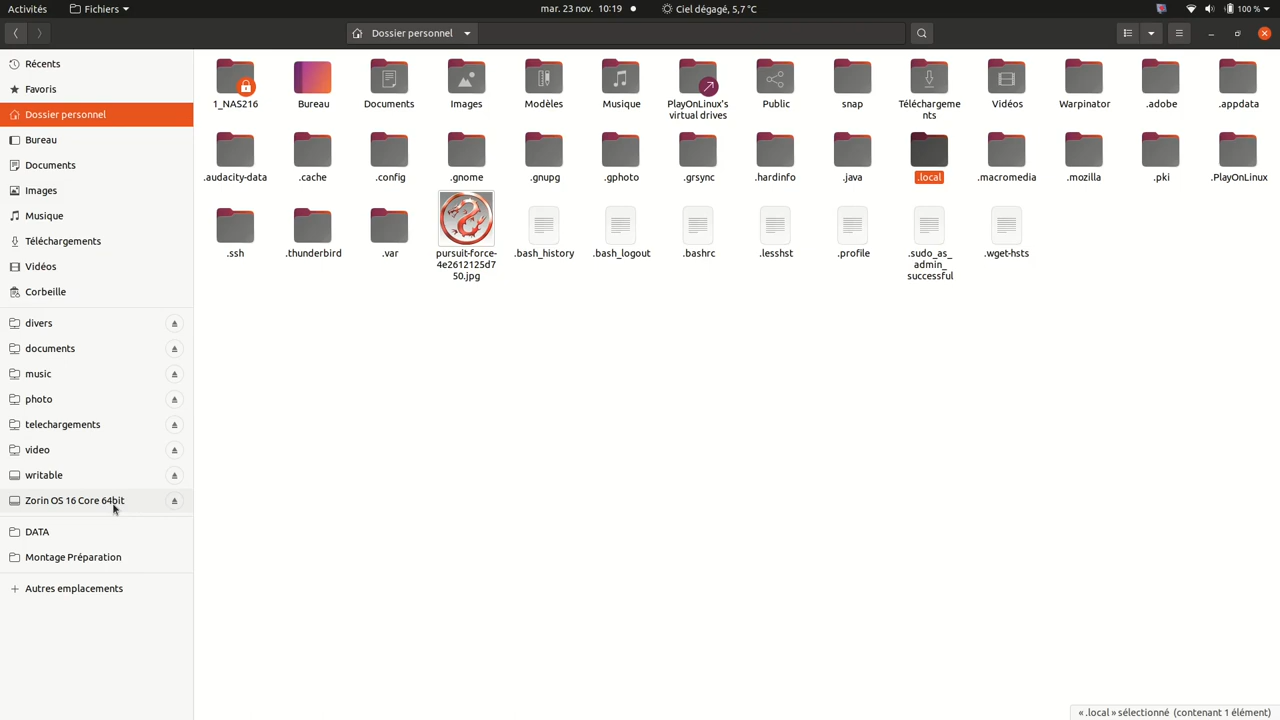 Activités
Fichiers
mar. 23 nov. 10:19
Ciel dégagé, 5,7 °C
100 %
Dossier personnel
Récents
Favoris
Dossier personnel
Bureau
Documents
Images
Musique
Téléchargements
Vidéos
Corbeille
divers
documents
music
photo
telechargements
video
writable
Zorin OS 16 Core 64bit
DATA
Montage Préparation
Autres emplacements
1_NAS216
Bureau
Documents
Images
Modèles
Musique
PlayOnLinux's
virtual drives
Public
snap
Téléchargeme
nts
Vidéos
Warpinator
.adobe
.appdata
.audacity-data
.cache
.config
.gnome
.gnupg
.gphoto
.grsync
.hardinfo
.java
.local
.macromedia
.mozilla
.pki
.PlayOnLinux
.ssh
.thunderbird
.var
pursuit-force-
4e2612125d7
50.jpg
.bash_history
.bash_logout
.bashrc
.lesshst
.profile
.sudo_as_
admin_
successful
.wget-hsts
« .local » sélectionné (contenant 1 élément)